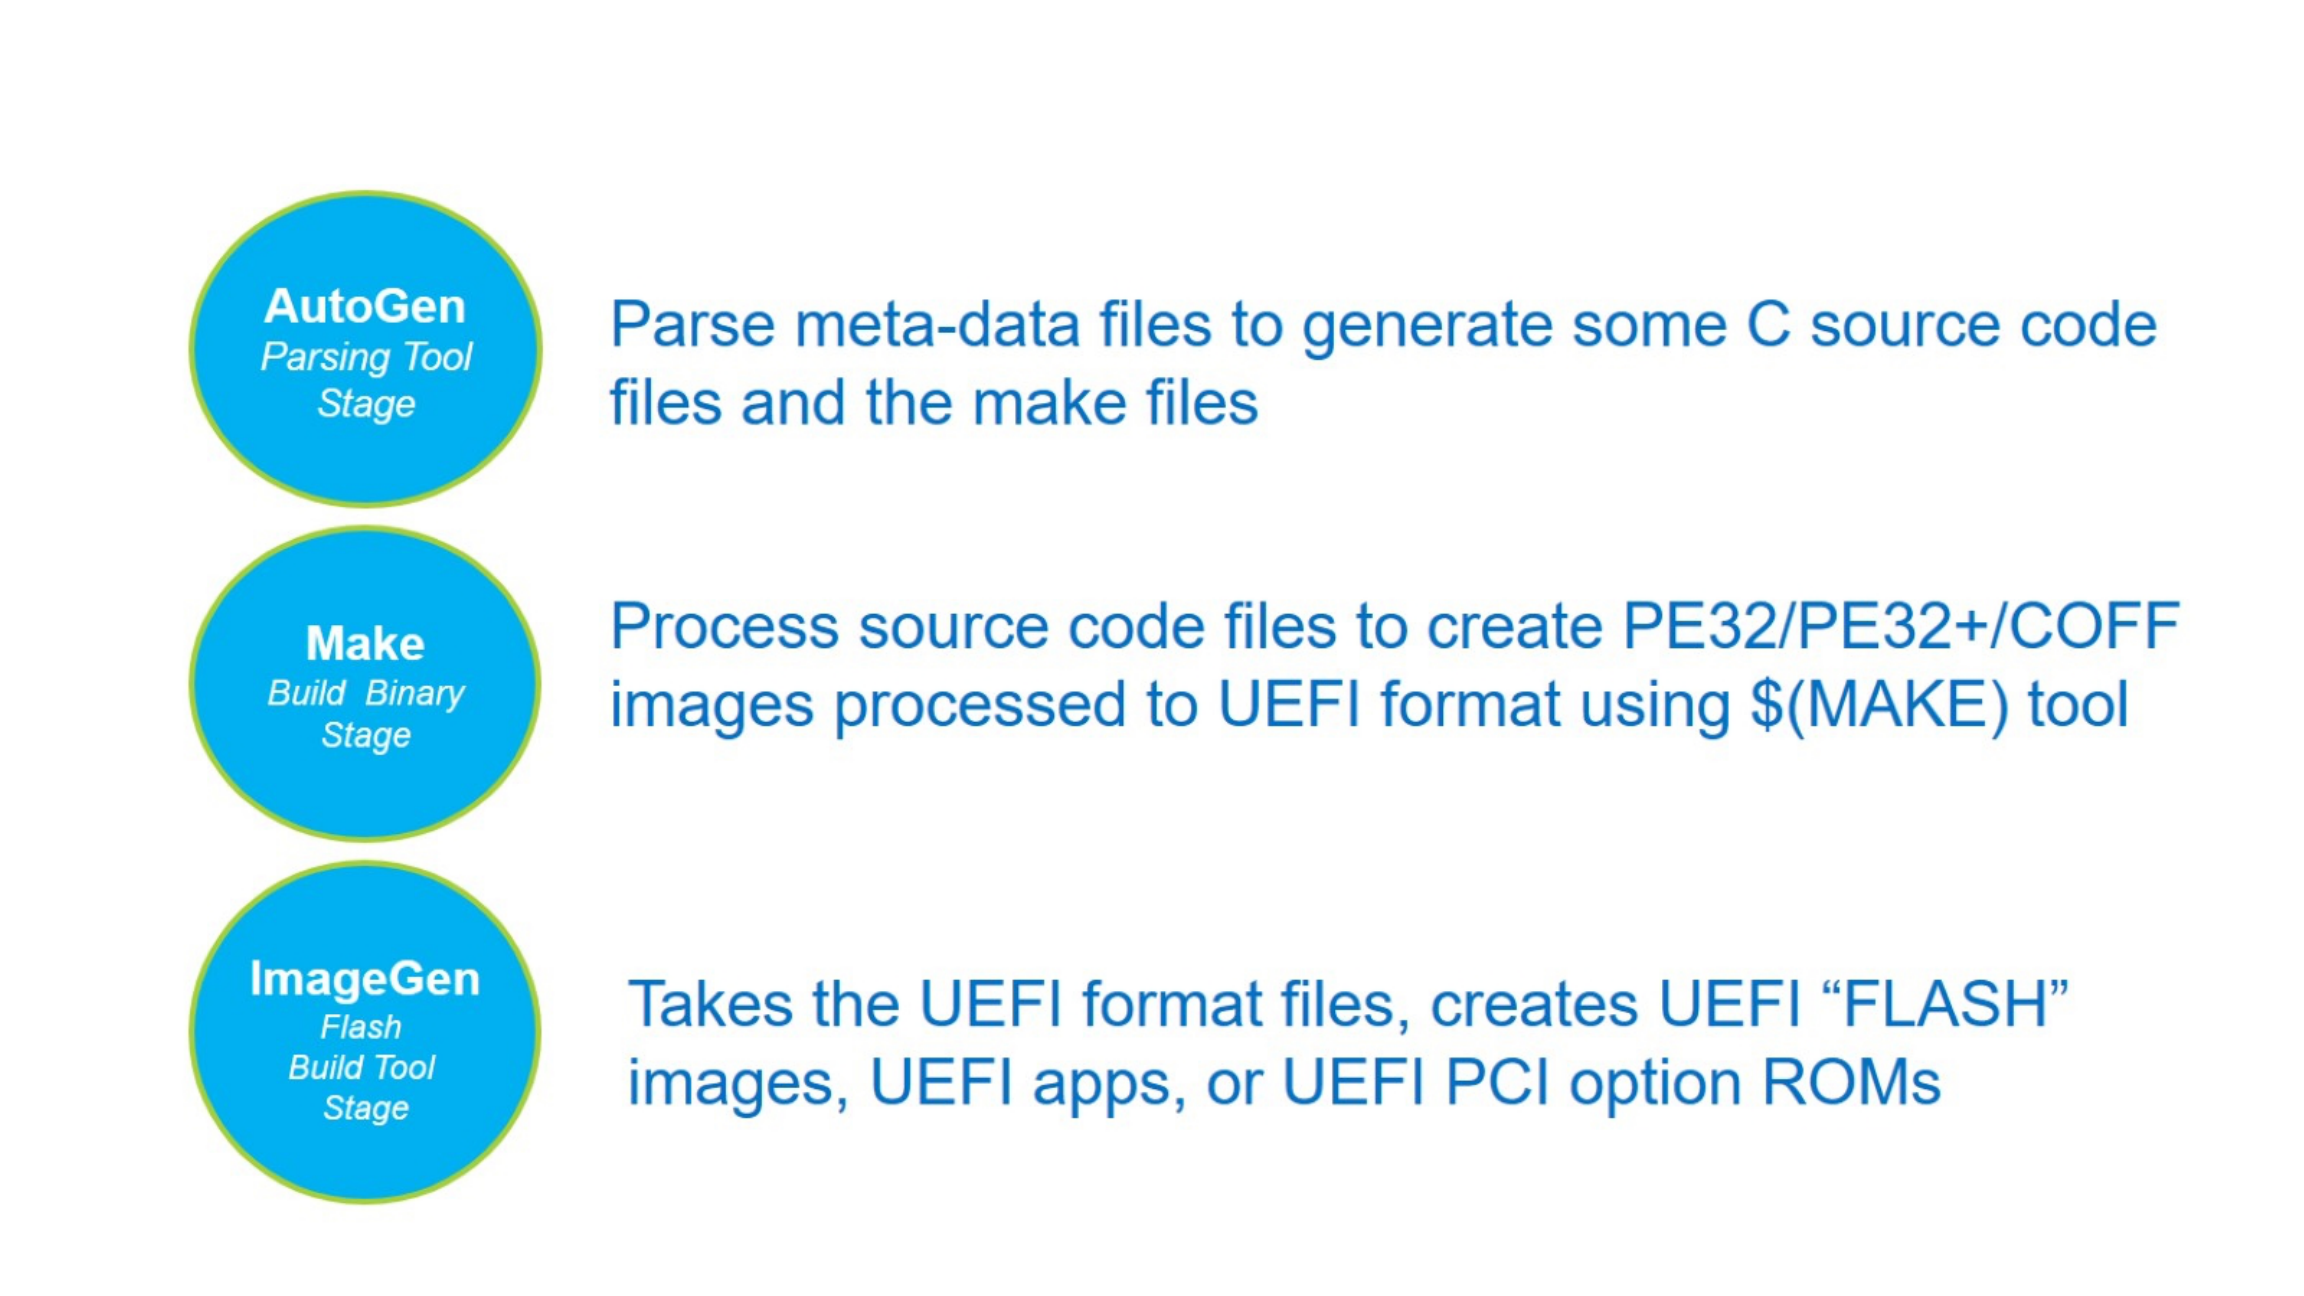 AutoGen
Parsing Tool
Stage
Parse meta-data files to generate some C source code
files and the make files
Make
Build Binary
Stage
Process source code files to create PE32/PE32+/COFF
images processed to UEFI format using $(MAKE) tool
ImageGen
Flash
Build Tool
Stage
Takes the UEFI format files, creates UEFI “FLASH”
images, UEFI apps, or UEFI PCI option ROMs